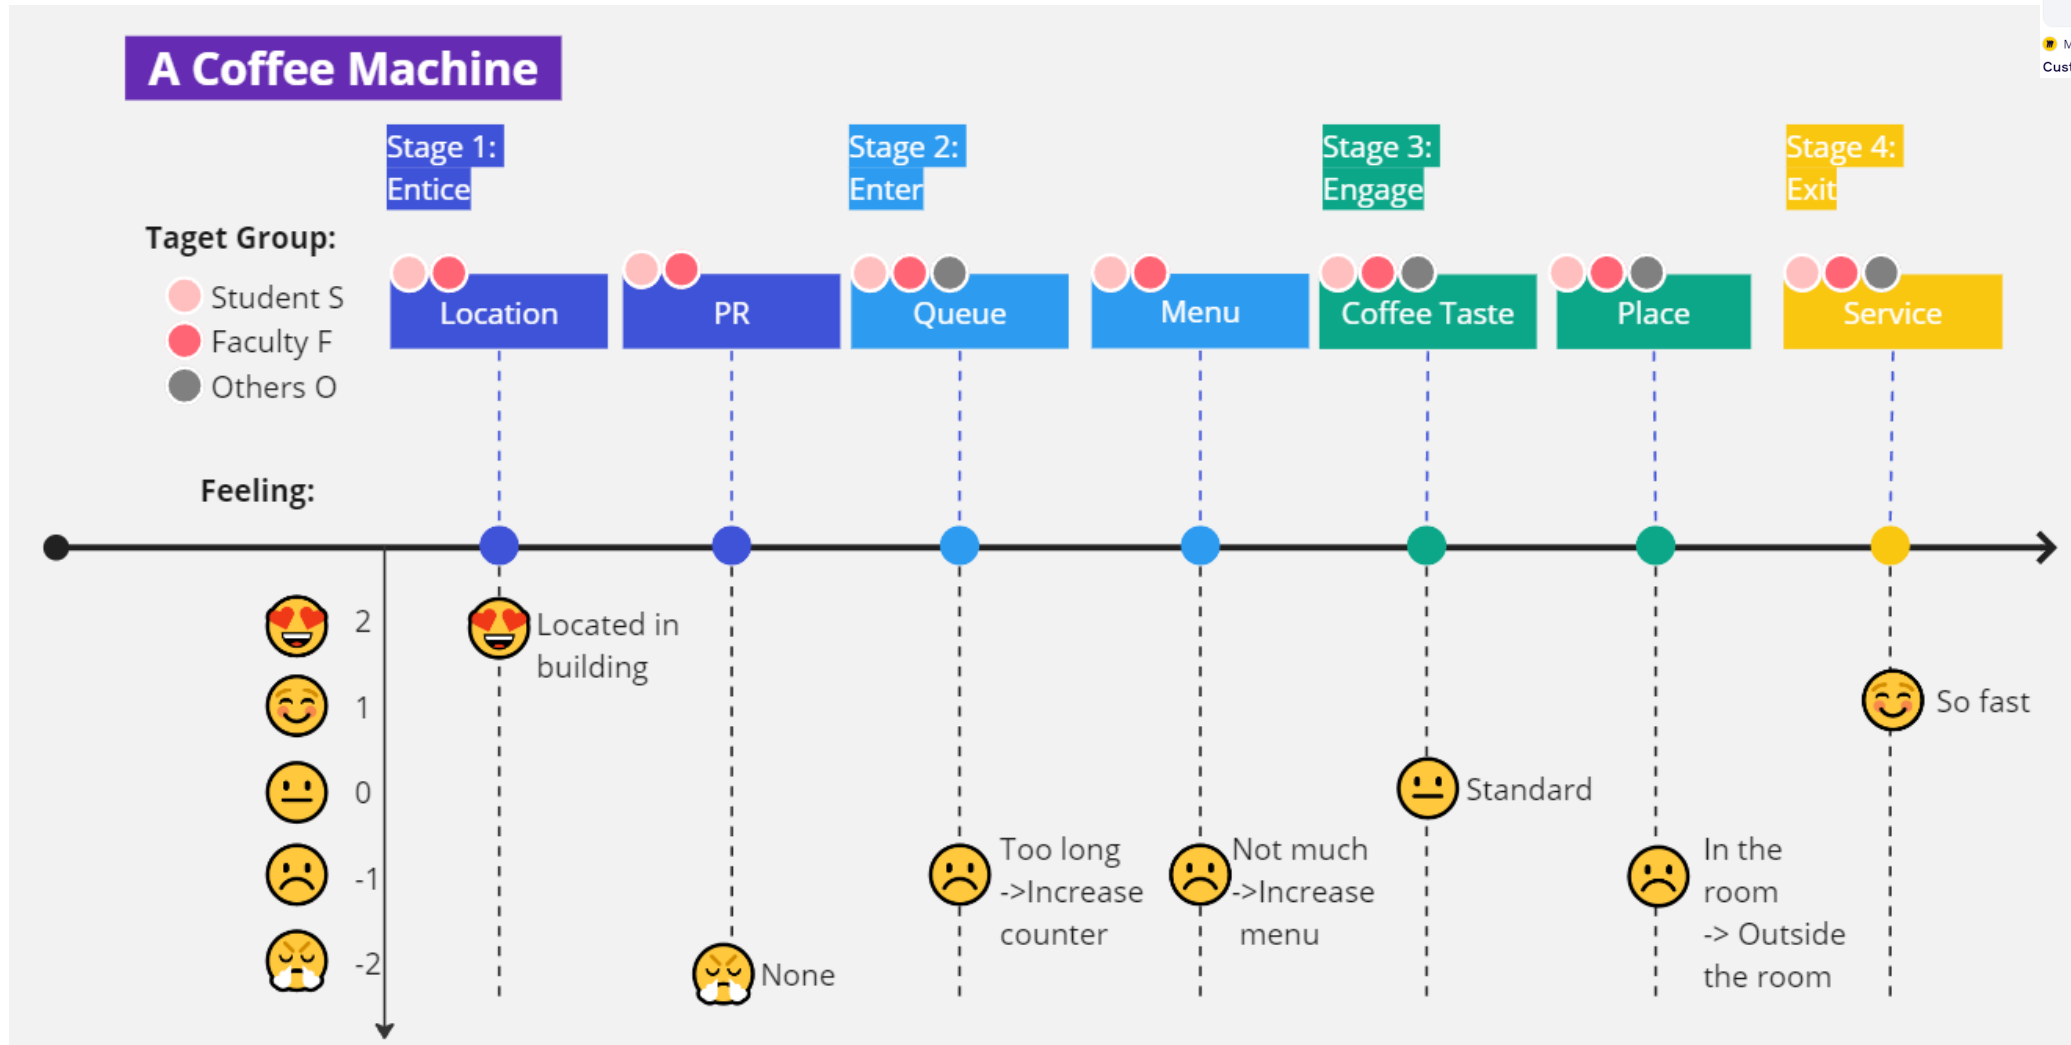 A Coffee Machine
Stage 1:
Entice
Stage 2:
Enter
Stage 3:
Engage
Stage 4:
Exit
Taget Group:
Student S
Faculty F
Others O
Location
PR
Queue
Menu
Coffee Taste
Place
Service
Feeling:
2
1
0
-1
-2
Located in
building
None
Too long
->Increase
counter
Not much
->Increase
menu
Standard
In the
room
-> Outside
the room
So fast
M
Cust